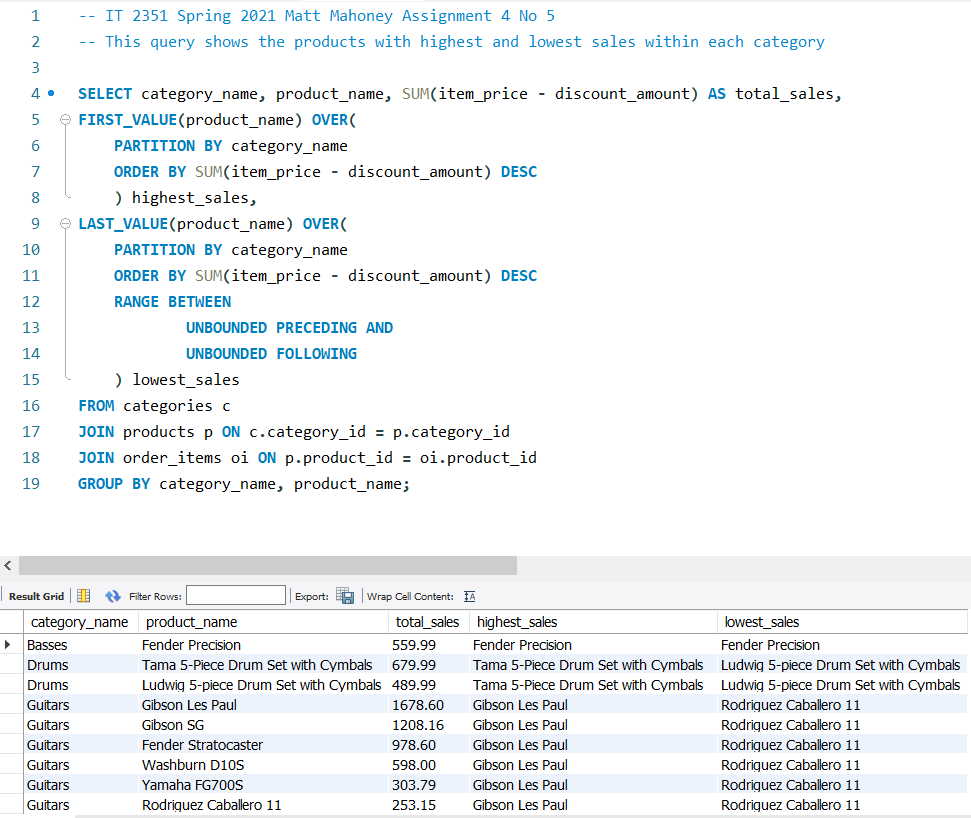 1 -- IT 2351 Spring 2021 Matt Mahoney Assignment 4 No 5
2 -- This query shows the products with highest and lowest sales within each category
3
4 SELECT category_name, product_name, SUM(item_price - discount_amount) AS total_sales,
5 FIRST_VALUE(product_name) OVER(
6 PARTITION BY category_name
7 ORDER BY SUM(item_price - discount_amount) DESC
8 ) highest_sales,
9 LAST_VALUE(product_name) OVER(
10 PARTITION BY category_name
11 ORDER BY SUM(item_price - discount_amount) DESC
12 RANGE BETWEEN
13 UNBOUNDED PRECEDING AND
14 UNBOUNDED FOLLOWING
15 ) lowest_sales
16 FROM categories c
17 JOIN products p ON c.category_id = p.category_id
18 JOIN order_items oi ON p.product_id = oi.product_id
19 GROUP BY category_name, product_name;
Result Grid Filter Rows: Export: Wrap Cell Content: IA
category_name product_name total_sales highest_sales lowest_sales
Basses Fender Precision 559.99 Fender Precision Fender Precision
Drums Tama 5-Piece Drum Set with Cymbals 679.99 Tama 5-Piece Drum Set with Cymbals Ludwig 5-piece Drum Set with Cymbals
Drums Ludwig 5-piece Drum Set with Cymbals 489.99 Tama 5-Piece Drum Set with Cymbals Ludwig 5-piece Drum Set with Cymbals
Guitars Gibson Les Paul 1678.60 Gibson Les Paul Rodriguez Caballero 11
Guitars Gibson SG 1208.16 Gibson Les Paul Rodriguez Caballero 11
Guitars Fender Stratocaster 978.60 Gibson Les Paul Rodriguez Caballero 11
Guitars Washburn D10S 598.00 Gibson Les Paul Rodriguez Caballero 11
Guitars Yamaha FG700S 303.79 Gibson Les Paul Rodriguez Caballero 11
Guitars Rodriguez Caballero 11 253.15 Gibson Les Paul Rodriguez Caballero 11